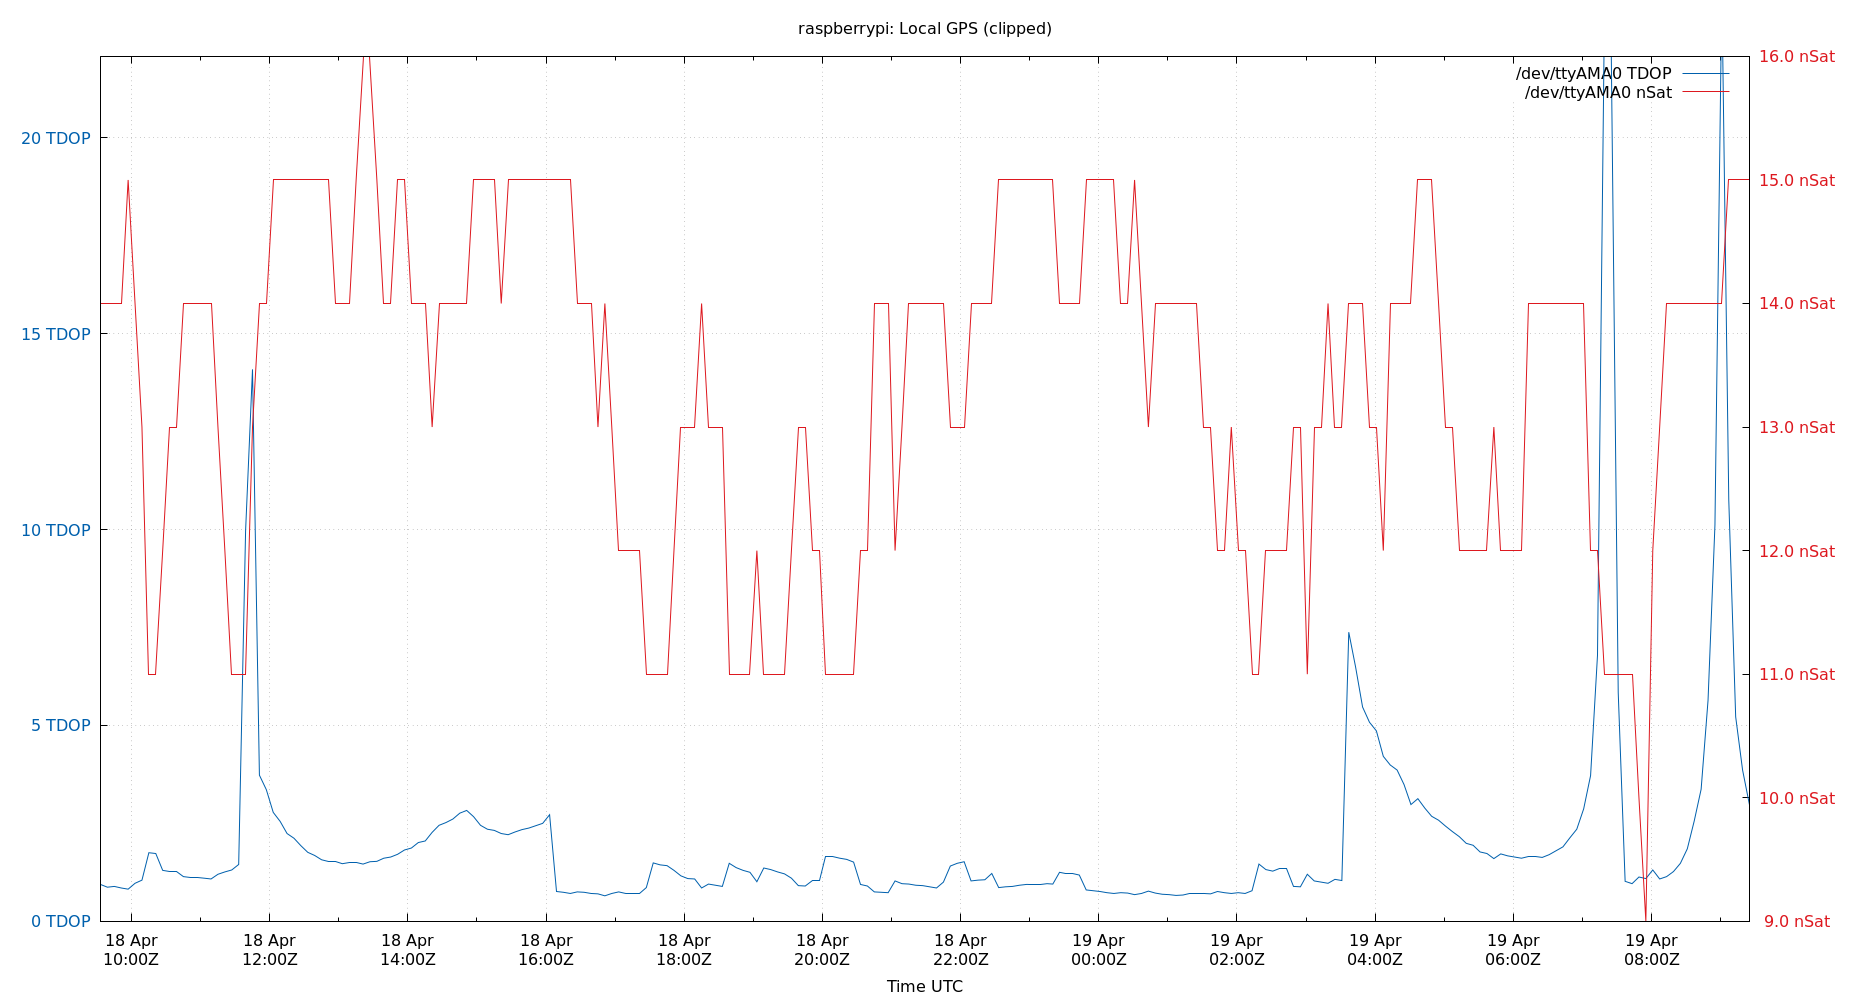 raspberrypi: Local GPS (clipped)
/dev/ttyAMA0 TDOP
/dev/ttyAMA0 nSat
20 TDOP
15 TDOP
10 TDOP
5 TDOP
0 TDOP
16.0 nSat
15.0 nSat
14.0 nSat
13.0 nSat
12.0 nSat
11.0 nSat
10.0 nSat
9.0 nSat
18 Apr 18 Apr 18 Apr 18 Apr 18 Apr 18 Apr 18 Apr 19 Apr 19 Apr 19 Apr 19 Apr 19 Apr
10:00Z 12:00Z 14:00Z 16:00Z 18:00Z 20:00Z 22:00Z 00:00Z 02:00Z 04:00Z 06:00Z 08:00Z
Time UTC